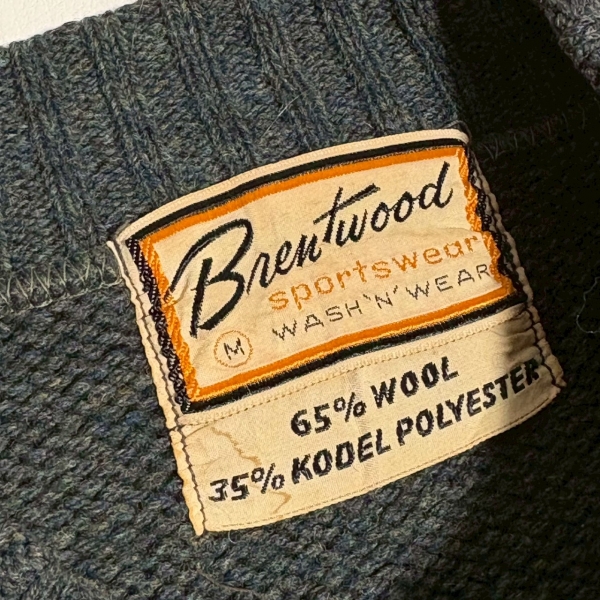 Brentwood
sportswear
M WASH'N'WEAR
65% WOOL
35% KODEL POLYESTER